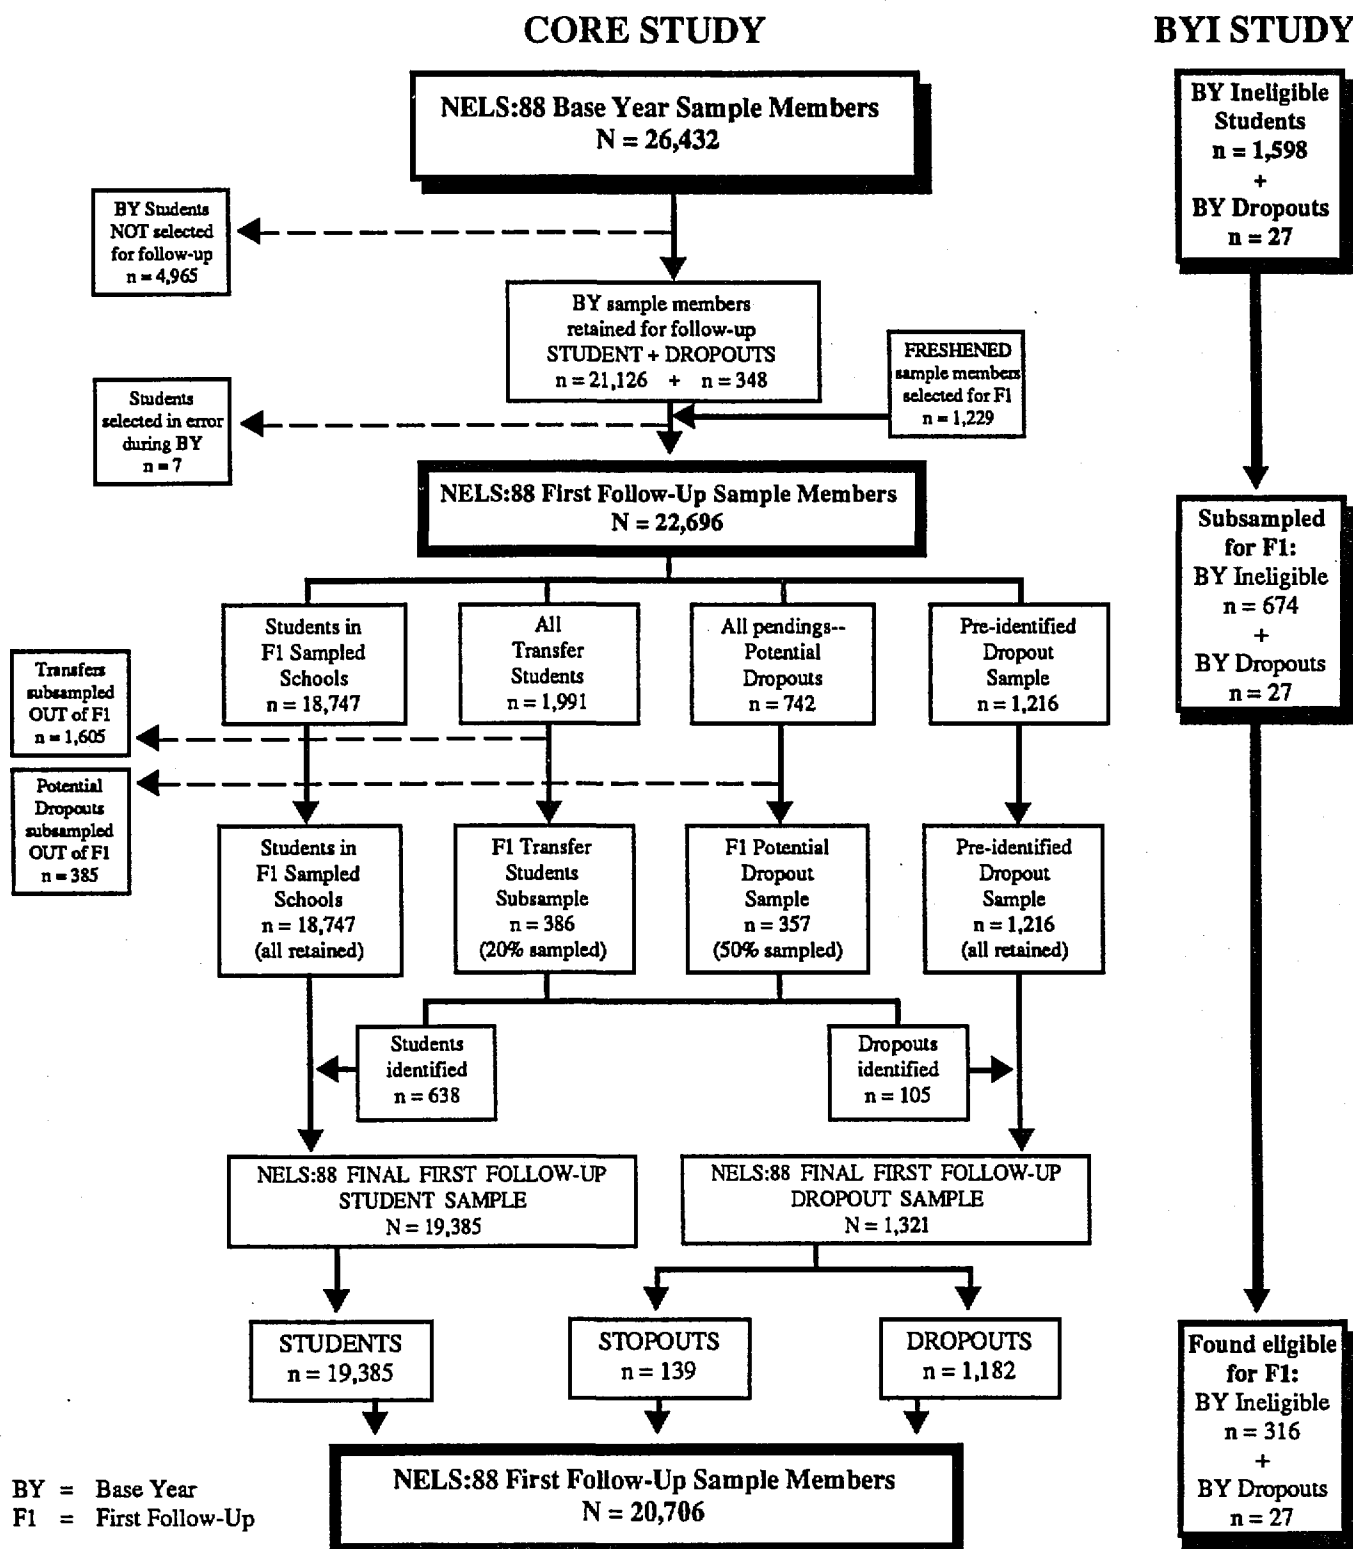 CORE STUDY
BYI STUDY
NELS:88 Base Year Sample Members
N = 26,432
BY Ineligible
Students
n = 1,598
+
BY Dropouts
n = 27
BY Students
NOT selected
for follow-up
n = 4,965
BY sample members
retained for follow-up
STUDENT + DROPOUTS
n = 21,126 + n = 348
FRESHENED
sample members
selected for F1
n = 1,229
Students
selected in error
during BY
n = 7
NELS:88 First Follow-Up Sample Members
N = 22,696
Subsampled
for F1:
BY Ineligible
n = 674
+
BY Dropouts
n = 27
Students in
F1 Sampled
Schools
n = 18,747
All
Transfer
Students
n = 1,991
All pendings--
Potential
Dropouts
n = 742
Pre-identified
Dropout
Sample
n = 1,216
Transfers
subsampled
OUT of F1
n = 1,605
Potential
Dropouts
subsampled
OUT of F1
n = 385
Students in
F1 Sampled
Schools
n = 18,747
(all retained)
F1 Transfer
Students
Subsample
n = 386
(20% sampled)
F1 Potential
Dropout
Sample
n = 357
(50% sampled)
Pre-identified
Dropout
Sample
n = 1,216
(all retained)
Students
identified
n = 638
Dropouts
identified
n = 105
NELS:88 FINAL FIRST FOLLOW-UP
STUDENT SAMPLE
N = 19,385
NELS:88 FINAL FIRST FOLLOW-UP
DROPOUT SAMPLE
N = 1,321
STUDENTS
n = 19,385
STOPOUTS
n = 139
DROPOUTS
n = 1,182
Found eligible
for F1:
BY Ineligible
n = 316
+
BY Dropouts
n = 27
NELS:88 First Follow-Up Sample Members
N = 20,706
BY = Base Year
F1 = First Follow-Up